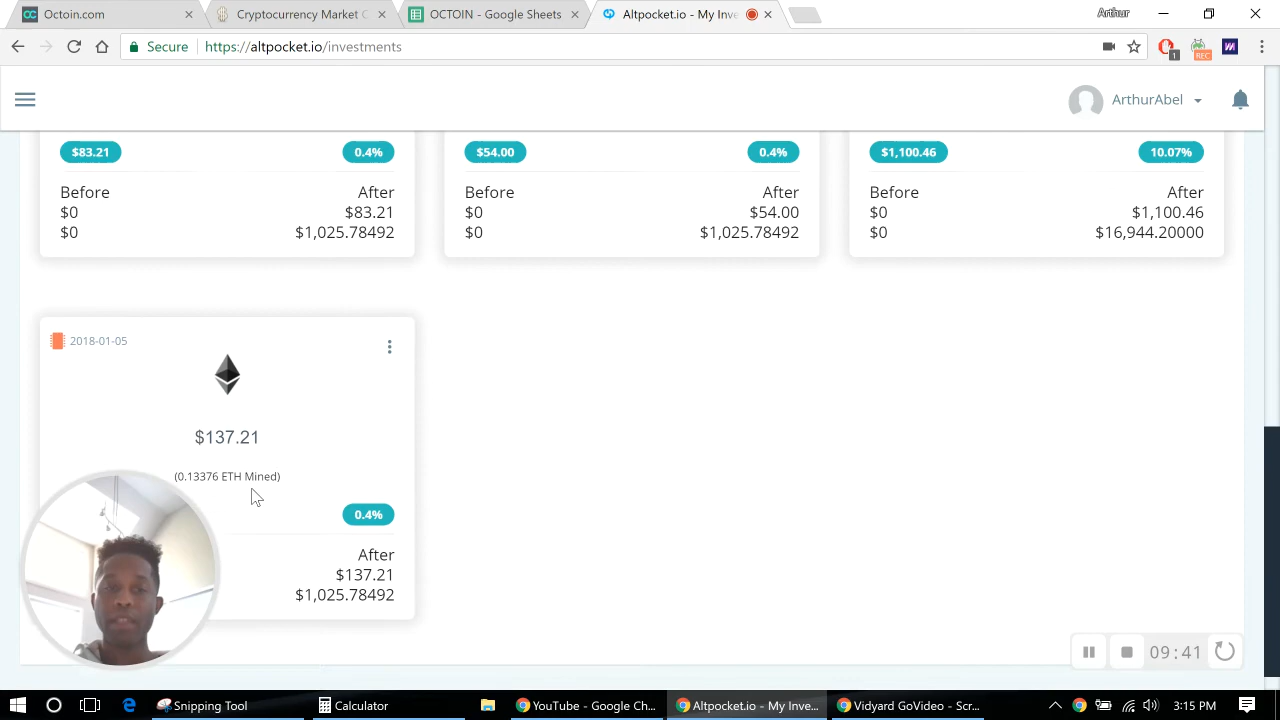 Octoin.com
Cryptocurrency Market C
OCTOIN - Google Sheets
Altpocket.io - My Inve
Arthur
Secure
https://altpocket.io/investments
1
REC
ArthurAbel
$83.21 0.4%
Before After
$0 $83.21
$0 $1,025.78492
$54.00 0.4%
Before After
$0 $54.00
$0 $1,025.78492
$1,100.46 10.07%
Before After
$0 $1,100.46
$0 $16,944.20000
2018-01-05
$137.21
(0.13376 ETH Mined)
0.4%
After
$137.21
$1,025.78492
09:41
Snipping Tool
Calculator
YouTube - Google Ch...
Altpocket.io - My Inve...
Vidyard GoVideo - Scr...
3:15 PM